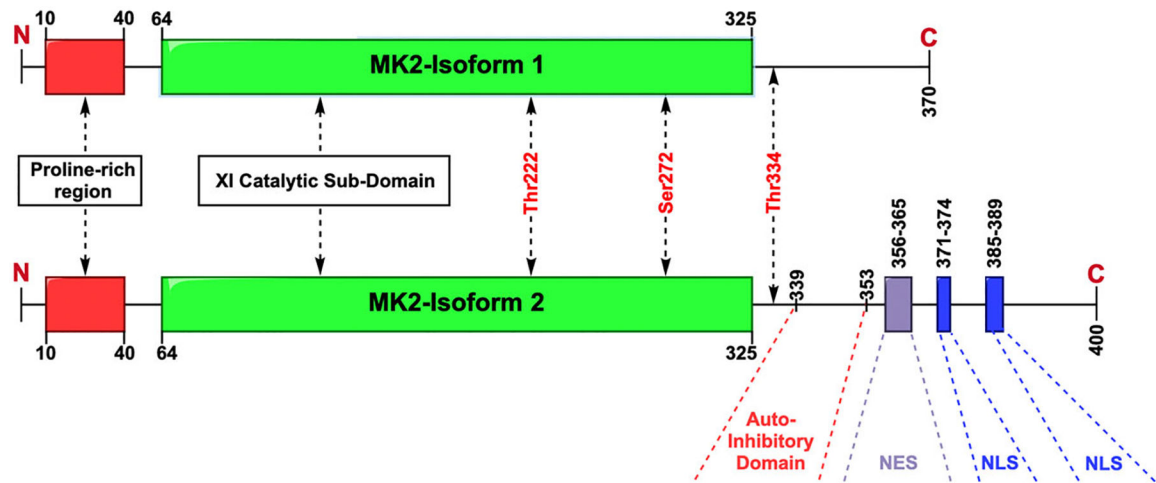 10 40 64 325
N C
MK2-Isoform 1
370
Proline-rich
region
XI Catalytic Sub-Domain
Thr222
Ser272
Thr334
N C
339
353
356-365
371-374
385-389
MK2-Isoform 2
10 40 64 325
400
Auto-
Inhibitory
Domain
NES
NLS
NLS